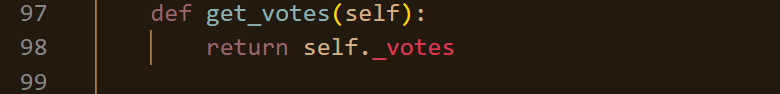 97 def get_votes(self):
98 return self._votes
99